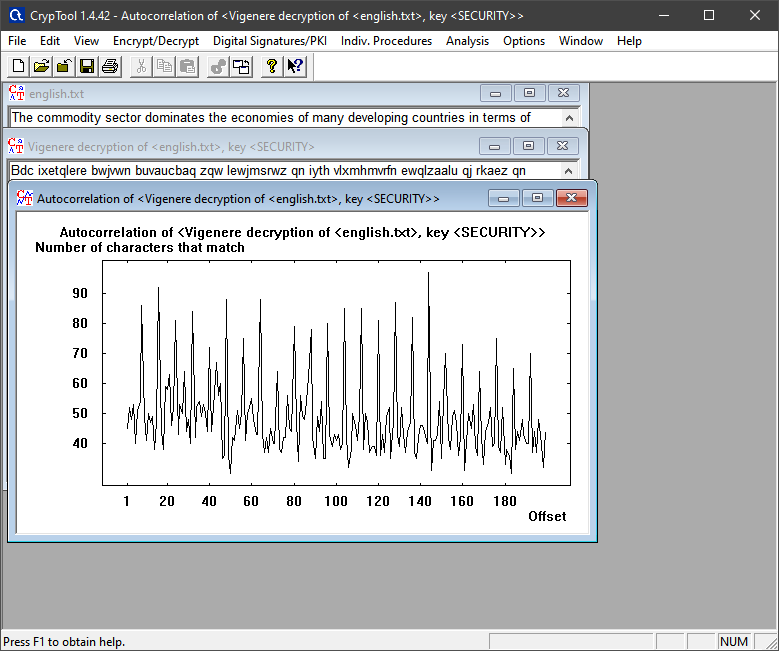 CrypTool 1.4.42 - Autocorrelation of <Vigenere decryption of <english.txt>, key <SECURITY>>
File Edit View Encrypt/Decrypt Digital Signatures/PKI Indiv. Procedures Analysis Options Window Help
english.txt
The commodity sector dominates the economies of many developing countries in terms of
Vigenere decryption of <english.txt>, key <SECURITY>
Bdc ixetqlere bwjwwn buvaucbaq zqw lewjmsrwz qn iyth vlxmhmvrfn ewqlzaalu qj rkaez qn
Autocorrelation of <Vigenere decryption of <english.txt>, key <SECURITY>>
Autocorrelation of <Vigenere decryption of <english.txt>, key <SECURITY>>
Number of characters that match
90
80
70
60
50
40
1 20 40 60 80 100 120 140 160 180
Offset
Press F1 to obtain help.
NUM